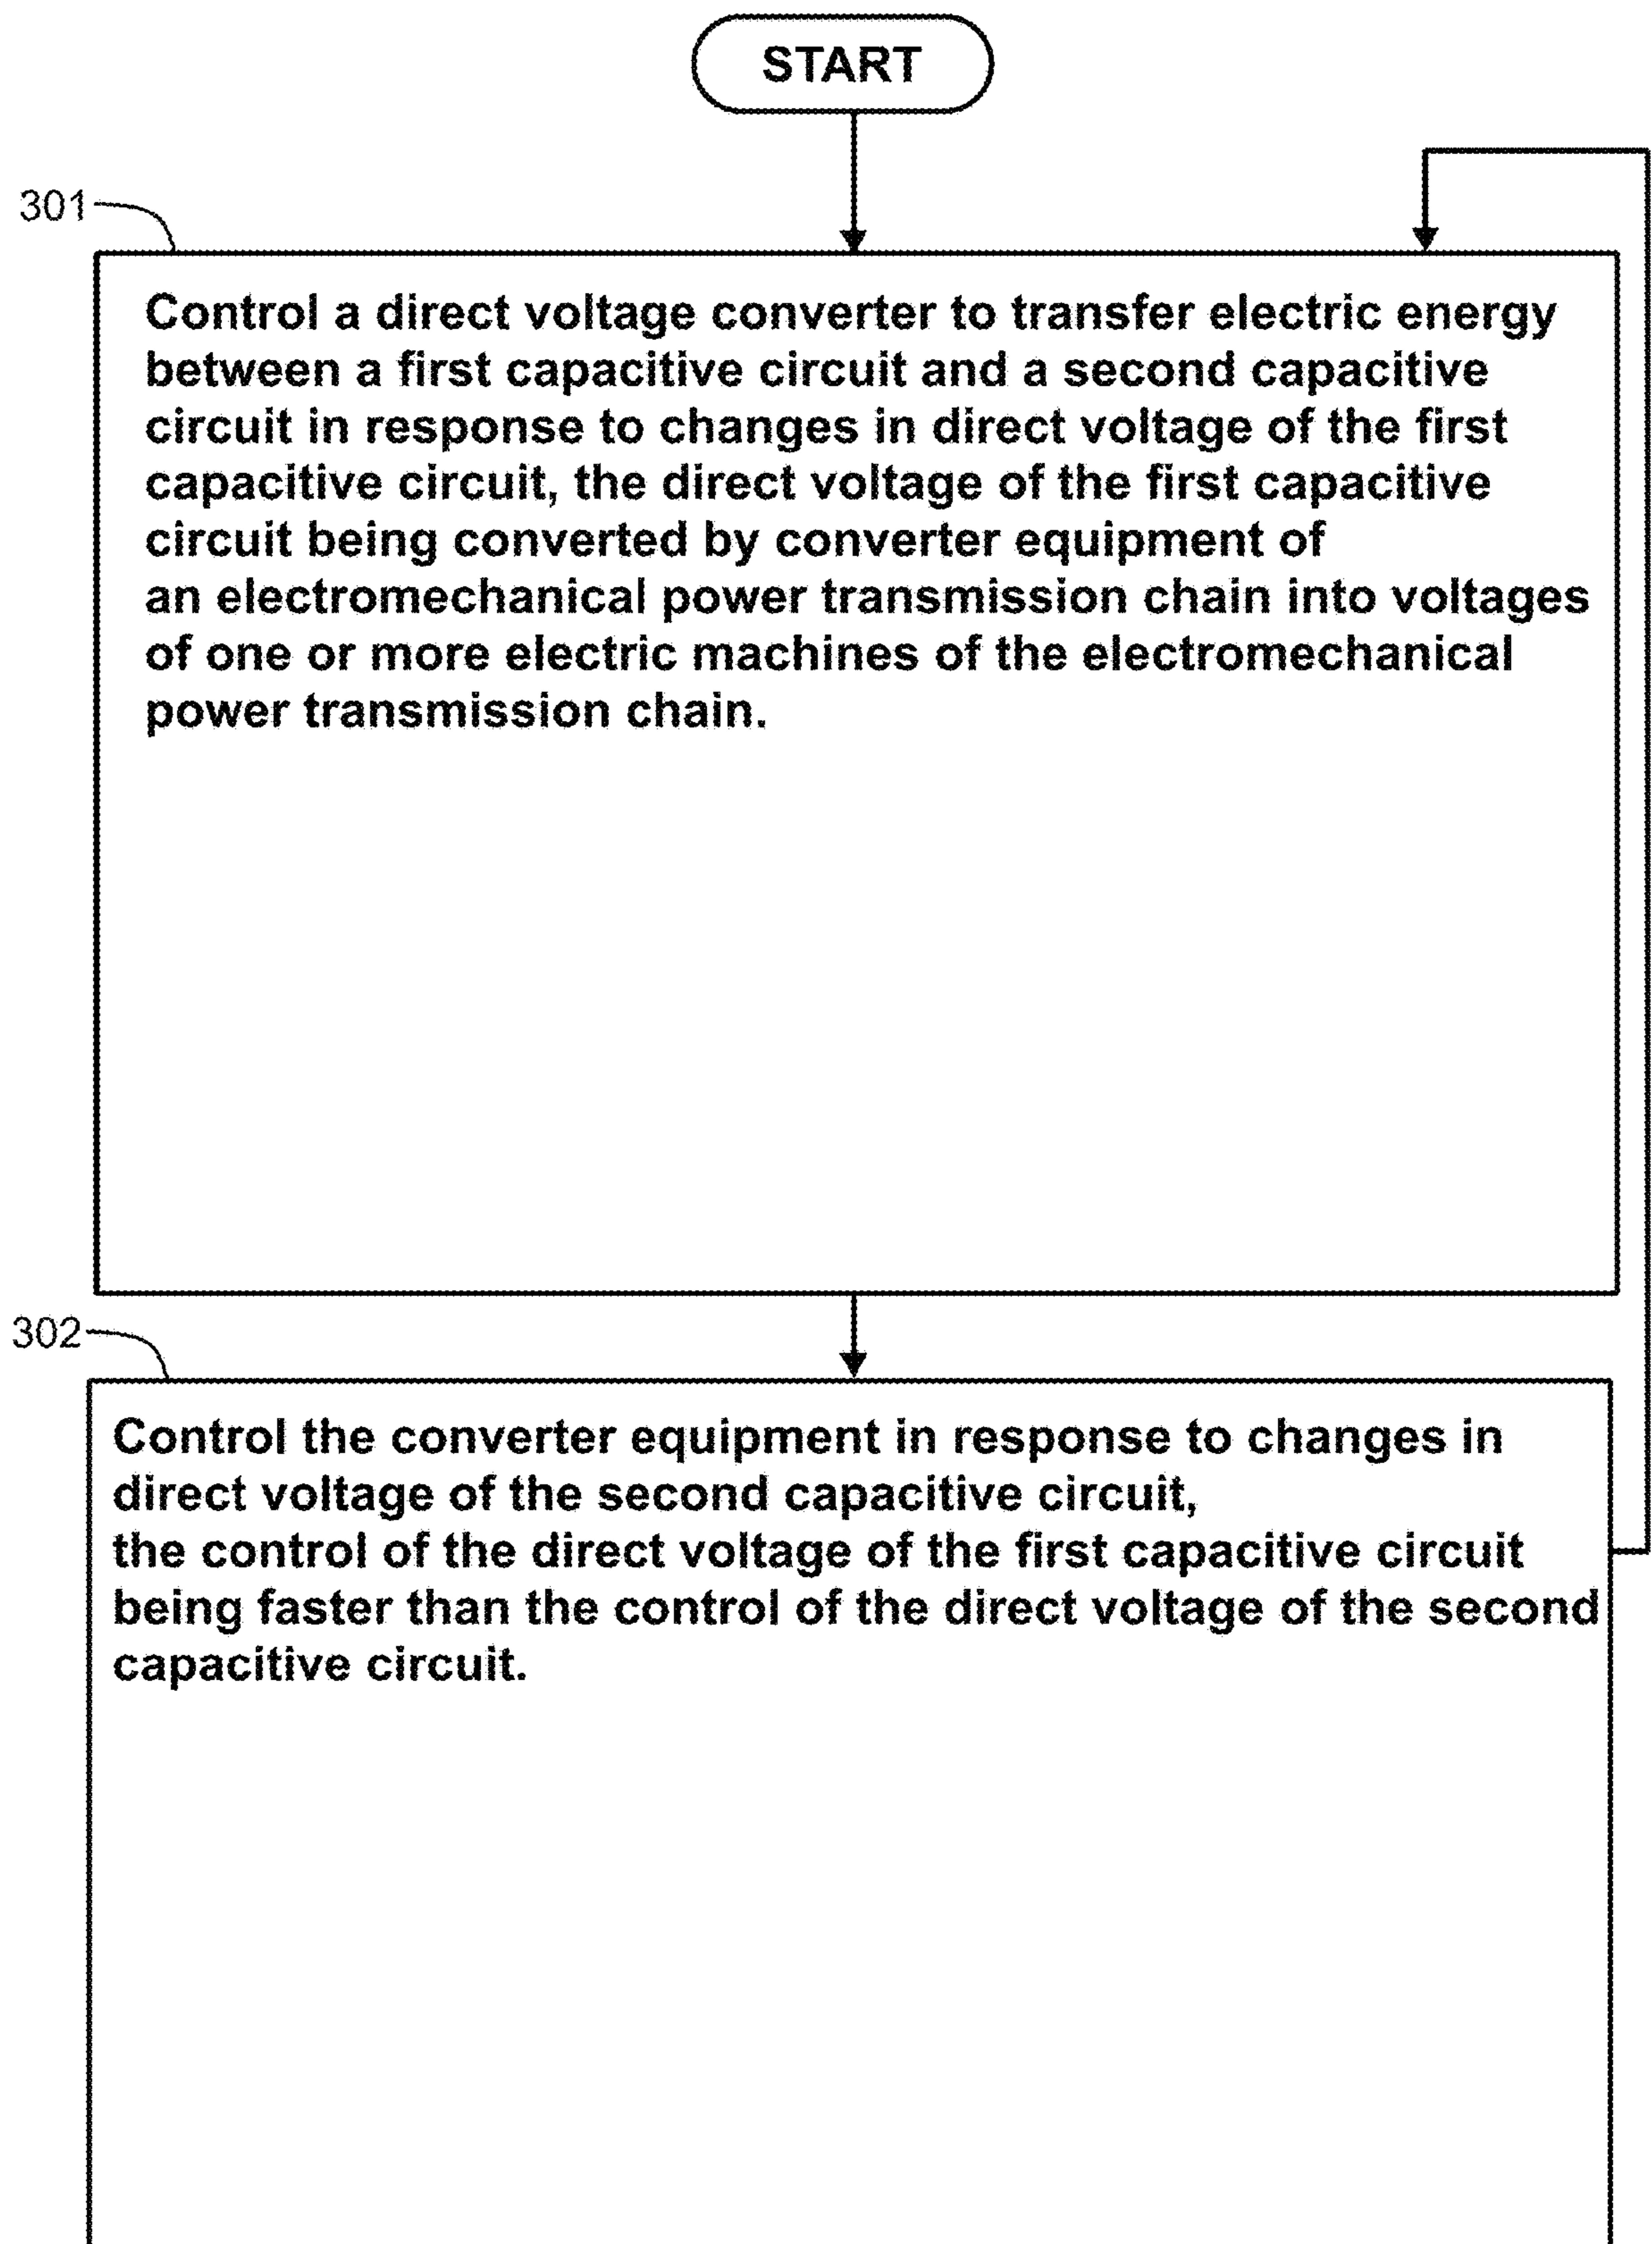 START
301
Control a direct voltage converter to transfer electric energy
between a first capacitive circuit and a second capacitive
circuit in response to changes in direct voltage of the first
capacitive circuit, the direct voltage of the first capacitive
circuit being converted by converter equipment of
an electromechanical power transmission chain into voltages
of one or more electric machines of the electromechanical
power transmission chain.
302
Control the converter equipment in response to changes in
direct voltage of the second capacitive circuit,
the control of the direct voltage of the first capacitive circuit
being faster than the control of the direct voltage of the second
capacitive circuit.